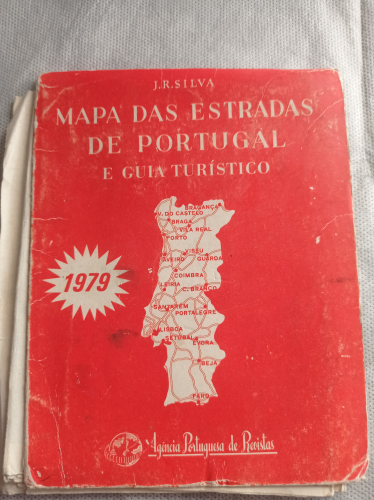 J.R.SILVA
MAPA DAS ESTRADAS
DE PORTUGAL
E GUIA TURÍSTICO
BRAGANÇA
V. DO CASTELO
BRAGA
VILA REAL
PORTO
VISEU
AVEIRO
GUARDA
COIMBRA
LEIRIA
C. BRANCO
1979
SANTAREM
PORTALEGRE
LISBOA
SETUBAL
EVORA
BEJA
FARO
Agência Portuguesa de Revistas